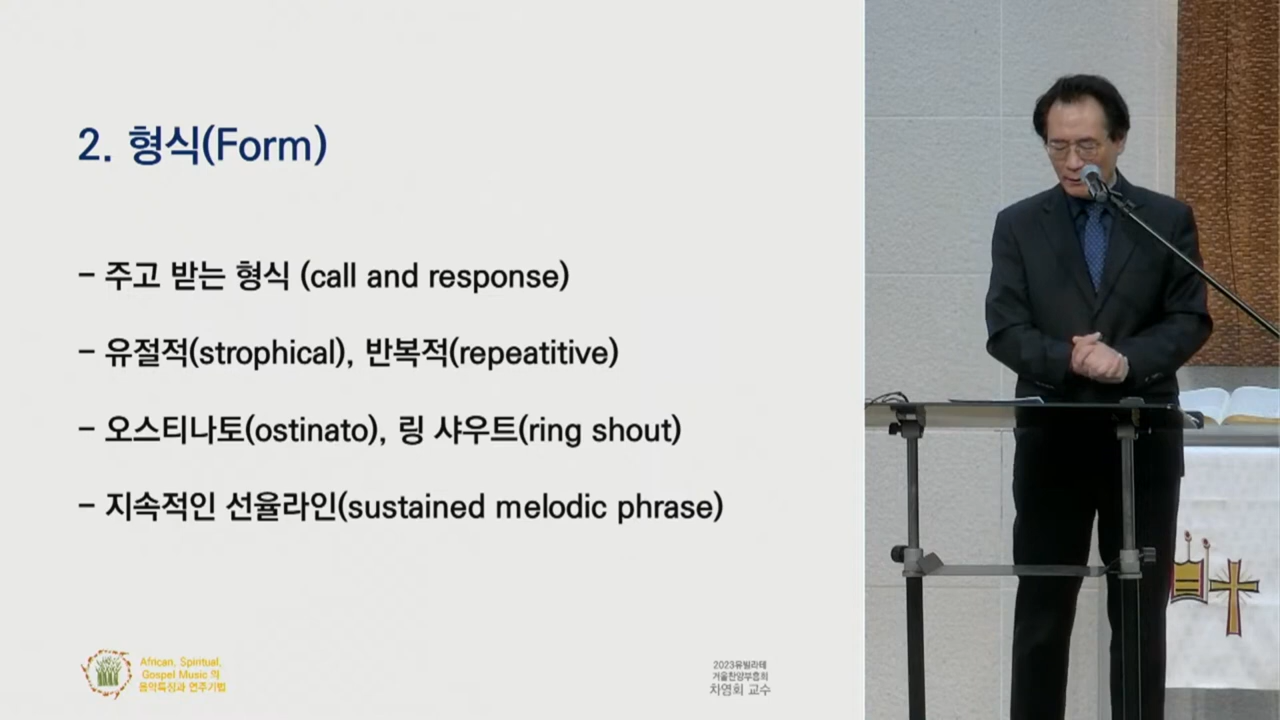 2. 형식(Form)
- 주고 받는 형식 (call and response)
- 유절적(strophical), 반복적(repeatitive)
- 오스티나토(ostinato), 링 샤우트(ring shout)
- 지속적인 선율라인(sustained melodic phrase)
African, Spiritual,
Gospel Music 의
음악특징과 연주기법
2023유빌라테
겨울찬양부흥회
차영회 교수